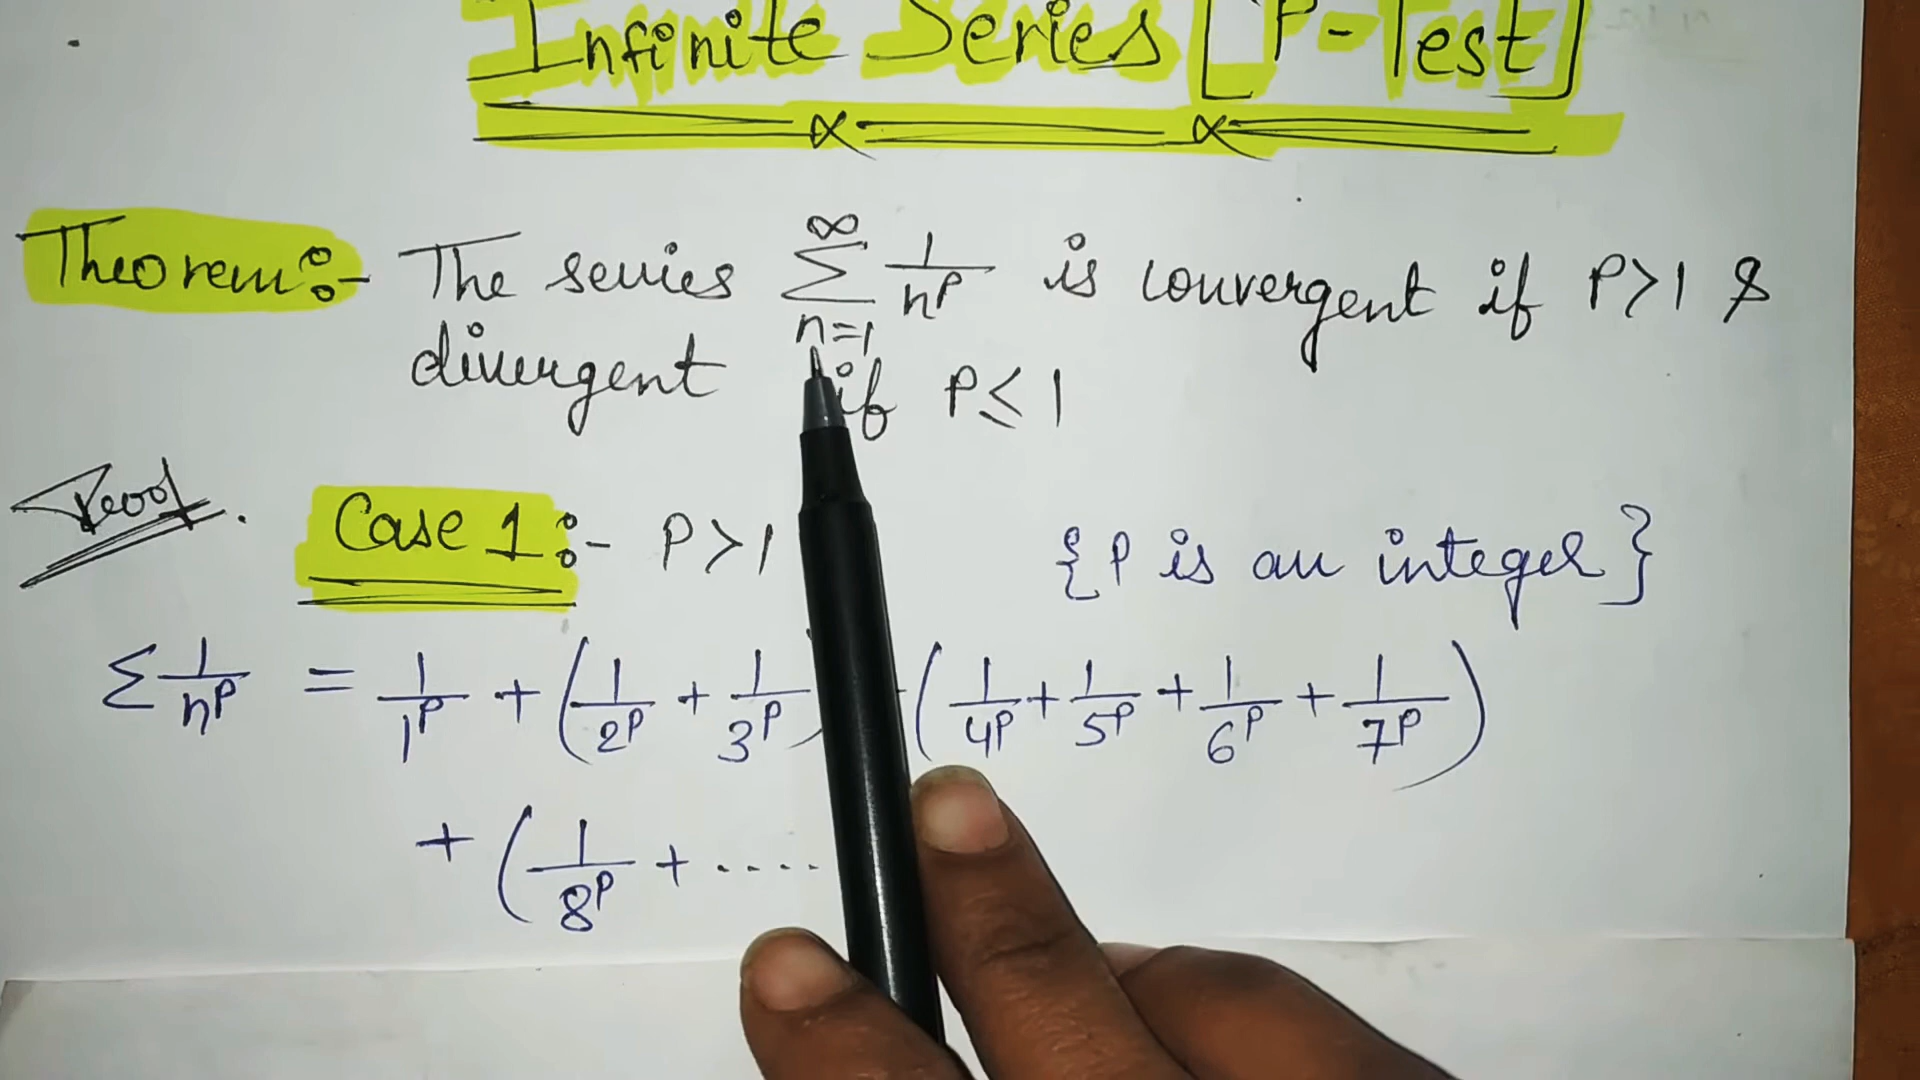 Infinite Series [P-Test]
Theorem:- The series ∑_{n=1}^{∞} 1/n^P is convergent if P>1 &
divergent if P≤1
Proof. Case 1:- P>1 {P is an integer}
∑ 1/n^P = 1/1^P + (1/2^P + 1/3^P) + (1/4^P + 1/5^P + 1/6^P + 1/7^P)
+ (1/8^P + ....